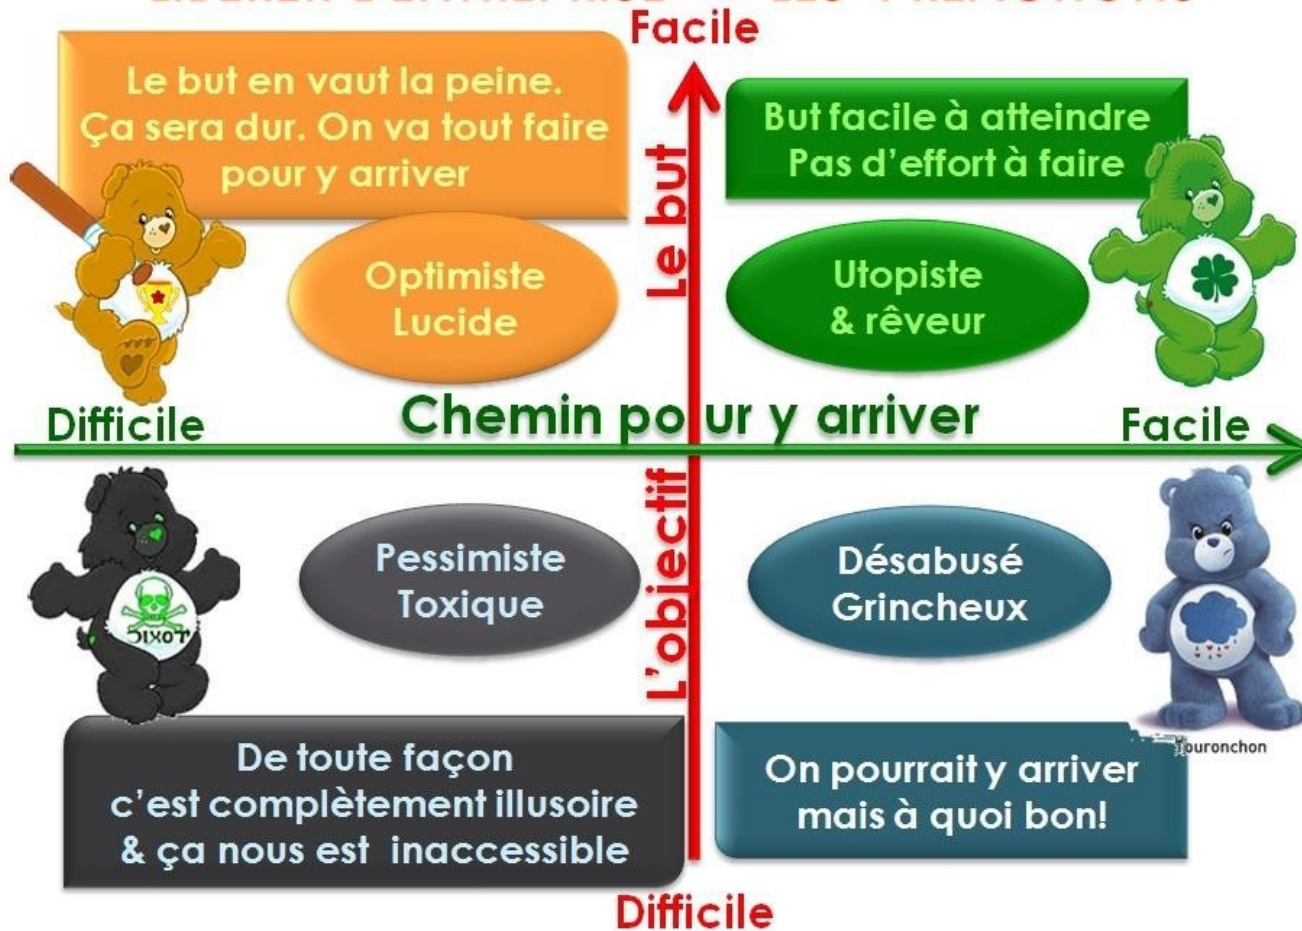 Facile
Le but en vaut la peine.
Ça sera dur. On va tout faire
pour y arriver
But facile à atteindre
Pas d'effort à faire
Le but
Optimiste
Lucide
Utopiste
& rêveur
Difficile
Chemin pour y arriver
Facile
L'objectif
Pessimiste
Toxique
Désabusé
Grincheux
TOXIC
De toute façon
c'est complètement illusoire
& ça nous est inaccessible
On pourrait y arriver
mais à quoi bon!
Touronchon
Difficile